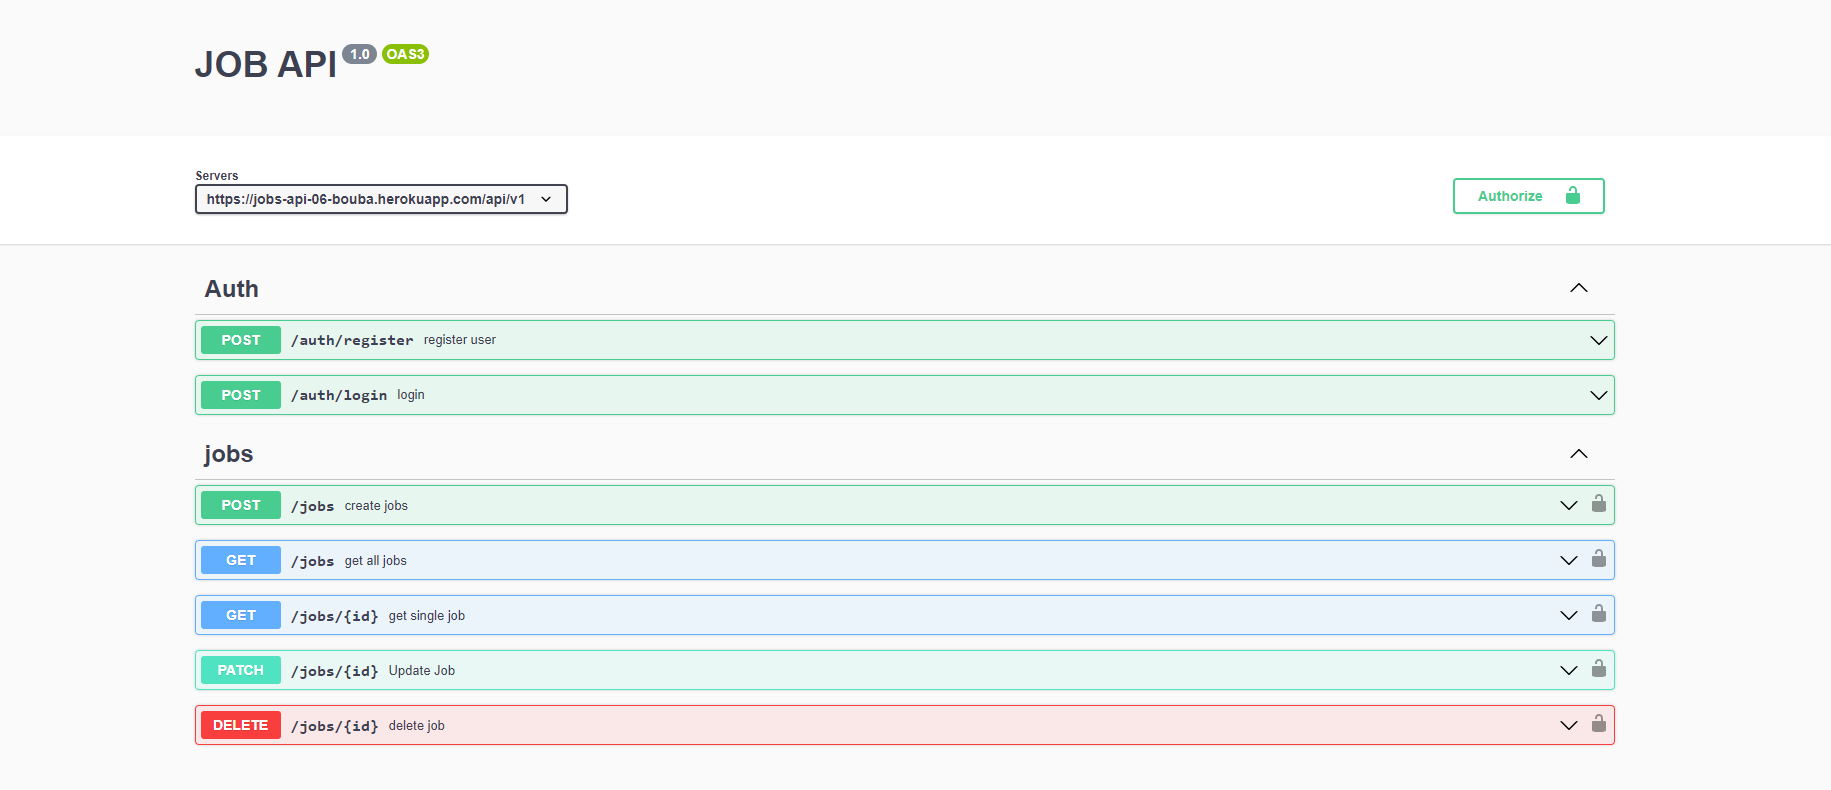 JOB API 1.0 OAS3
Servers
https://jobs-api-06-bouba.herokuapp.com/api/v1
Authorize
Auth
POST /auth/register register user
POST /auth/login login
jobs
POST /jobs create jobs
GET /jobs get all jobs
GET /jobs/{id} get single job
PATCH /jobs/{id} Update Job
DELETE /jobs/{id} delete job